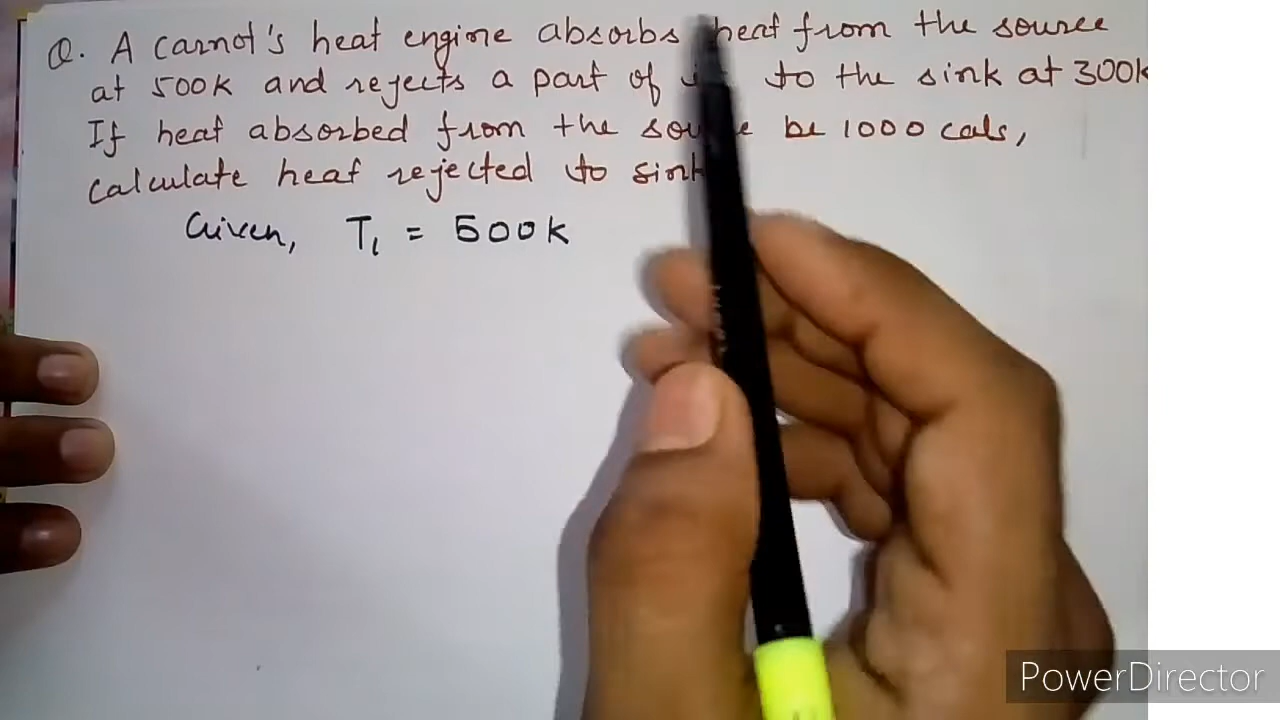 Q. A carnot's heat engine absorbs heat from the source
at 500k and rejects a part of to the sink at 300k
If heat absorbed from the be 1000 cals,
calculate heat rejected to sink
Given, T₁ = 500k
PowerDirector